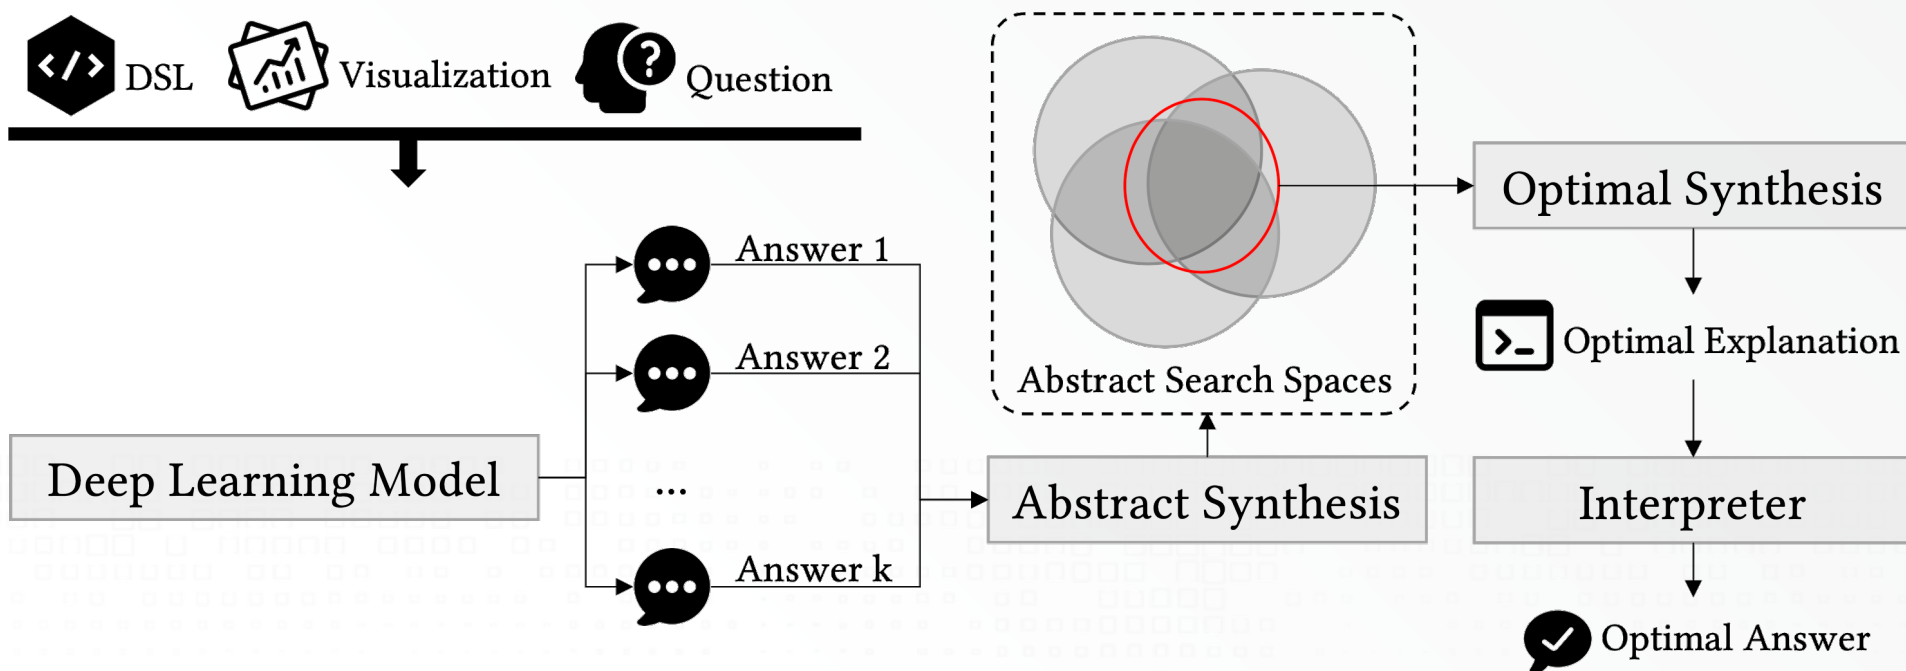 DSL
Visualization
Question
Deep Learning Model
Answer 1
Answer 2
...
Answer k
Abstract Search Spaces
Abstract Synthesis
Optimal Synthesis
Optimal Explanation
Interpreter
Optimal Answer